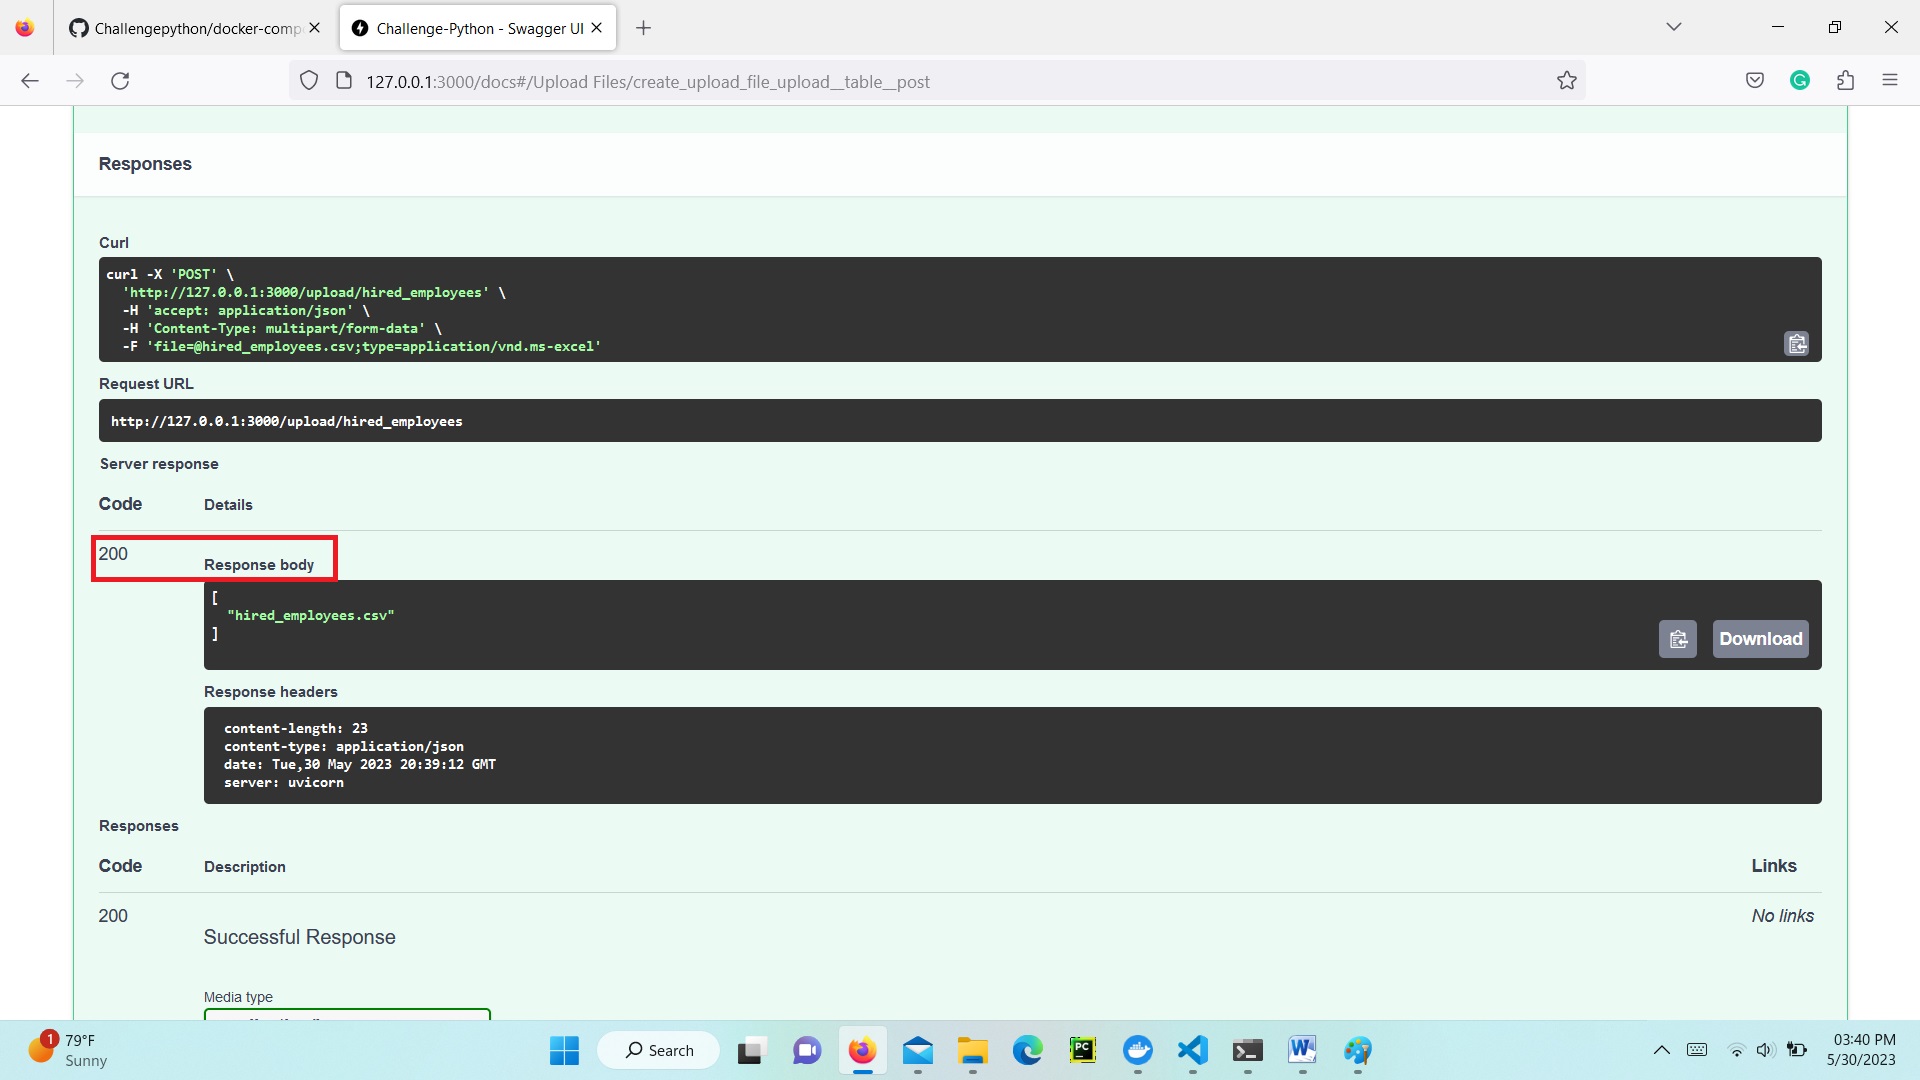 Challengepython/docker-comp
Challenge-Python - Swagger UI
127.0.0.1:3000/docs#/Upload Files/create_upload_file_upload__table__post
Responses
Curl
curl -X 'POST' \
'http://127.0.0.1:3000/upload/hired_employees' \
-H 'accept: application/json' \
-H 'Content-Type: multipart/form-data' \
-F 'file=@hired_employees.csv;type=application/vnd.ms-excel'
Request URL
http://127.0.0.1:3000/upload/hired_employees
Server response
Code Details
200
Response body
[
"hired_employees.csv"
]
Download
Response headers
content-length: 23
content-type: application/json
date: Tue,30 May 2023 20:39:12 GMT
server: uvicorn
Responses
Code Description Links
200 No links
Successful Response
Media type
1
79°F
Sunny
Search
PC
W
03:40 PM
5/30/2023